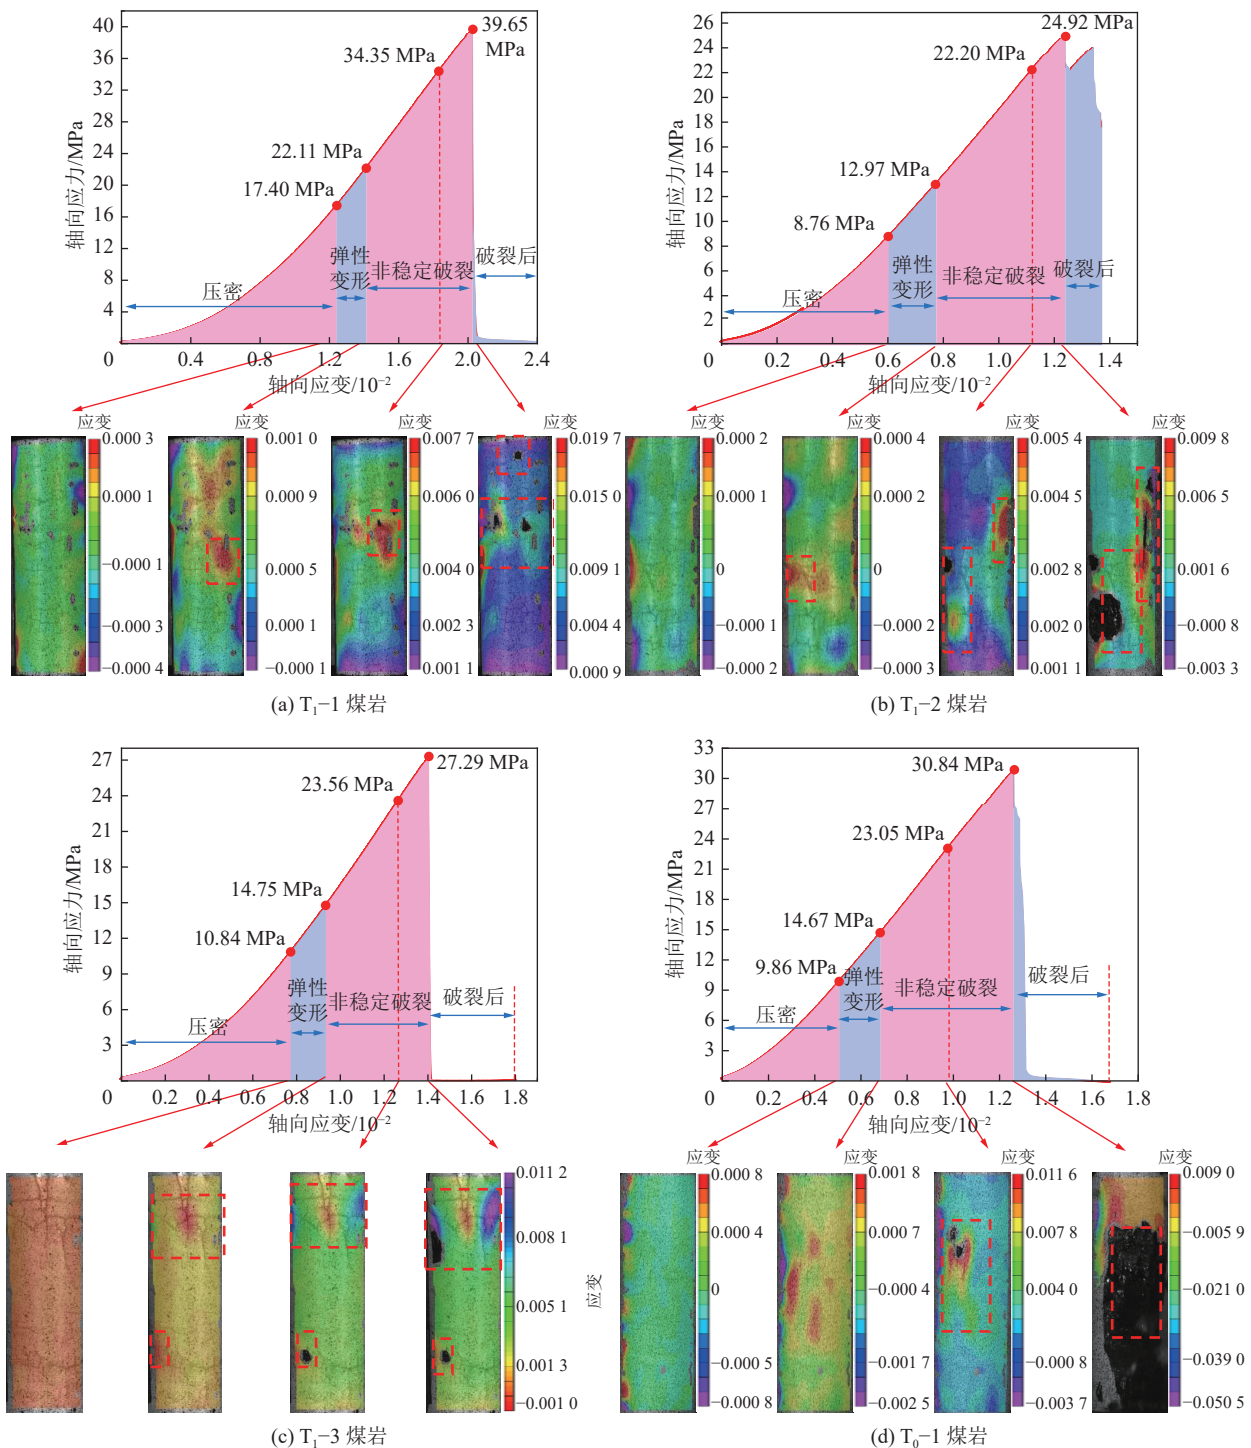 40
36
32
28
24
20
16
12
8
4
0
轴向应力/MPa
39.65
MPa
34.35 MPa
22.11 MPa
17.40 MPa
压密
弹性
变形
非稳定破裂
破裂后
0.4 0.8 1.2 1.6 2.0 2.4
轴向应变/10⁻²
应变
0.000 3
0.000 1
−0.000 1
−0.000 3
−0.000 4
应变
0.001 0
0.000 9
0.000 5
0.000 1
−0.000 1
应变
0.007 7
0.006 0
0.004 0
0.002 3
0.001 1
应变
0.019 7
0.015 0
0.009 1
0.004 4
0.000 9
(a) T₁−1 煤岩
26
24
22
20
18
16
14
12
10
8
6
4
2
0
轴向应力/MPa
24.92 MPa
22.20 MPa
12.97 MPa
8.76 MPa
压密
弹性
变形
非稳定破裂
破裂后
0.2 0.4 0.6 0.8 1.0 1.2 1.4
轴向应变/10⁻²
应变
0.000 2
0.000 1
0
−0.000 1
−0.000 2
应变
0.000 4
0.000 2
0
−0.000 2
−0.000 3
应变
0.005 4
0.004 5
0.002 8
0.002 0
0.001 1
应变
0.009 8
0.006 5
0.001 6
−0.000 8
−0.003 3
(b) T₁−2 煤岩
27
24
21
18
15
12
9
6
3
0
轴向应力/MPa
27.29 MPa
23.56 MPa
14.75 MPa
10.84 MPa
压密
弹性
变形
非稳定破裂
破裂后
0.2 0.4 0.6 0.8 1.0 1.2 1.4 1.6 1.8
轴向应变/10⁻²
0.011 2
0.008 1
0.005 1
0.001 3
−0.001 0
应变
(c) T₁−3 煤岩
33
30
27
24
21
18
15
12
9
6
3
0
轴向应力/MPa
30.84 MPa
23.05 MPa
14.67 MPa
9.86 MPa
压密
弹性
变形
非稳定破裂
破裂后
0.2 0.4 0.6 0.8 1.0 1.2 1.4 1.6 1.8
轴向应变/10⁻²
应变
0.000 8
0.000 4
0
−0.000 5
−0.000 8
应变
0.001 8
0.000 7
−0.000 4
−0.001 7
−0.002 5
应变
0.011 6
0.007 8
0.004 0
−0.000 8
−0.003 7
应变
0.009 0
−0.005 9
−0.021 0
−0.039 0
−0.050 5
(d) T₀−1 煤岩